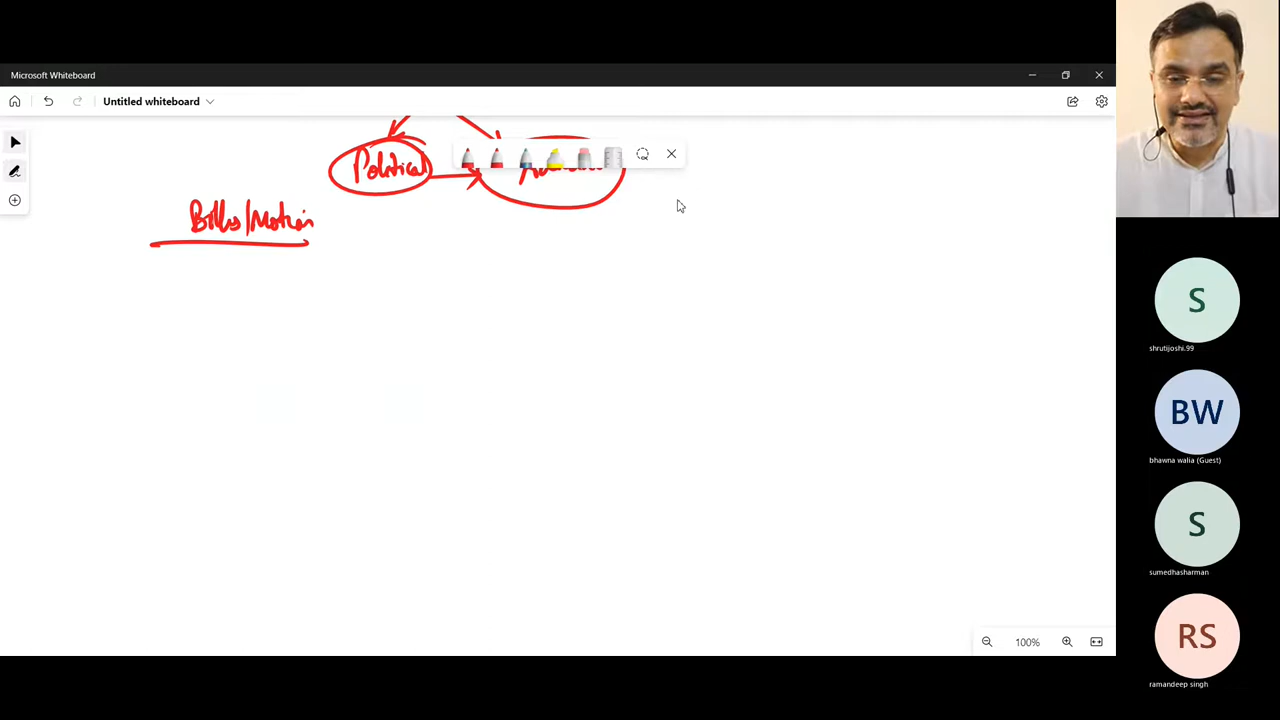 Microsoft Whiteboard
Untitled whiteboard
Political
Bills/Motion
S
shrutijoshi.99
BW
bhawna walia (Guest)
S
sumedhasharman
RS
ramandeep singh
100%